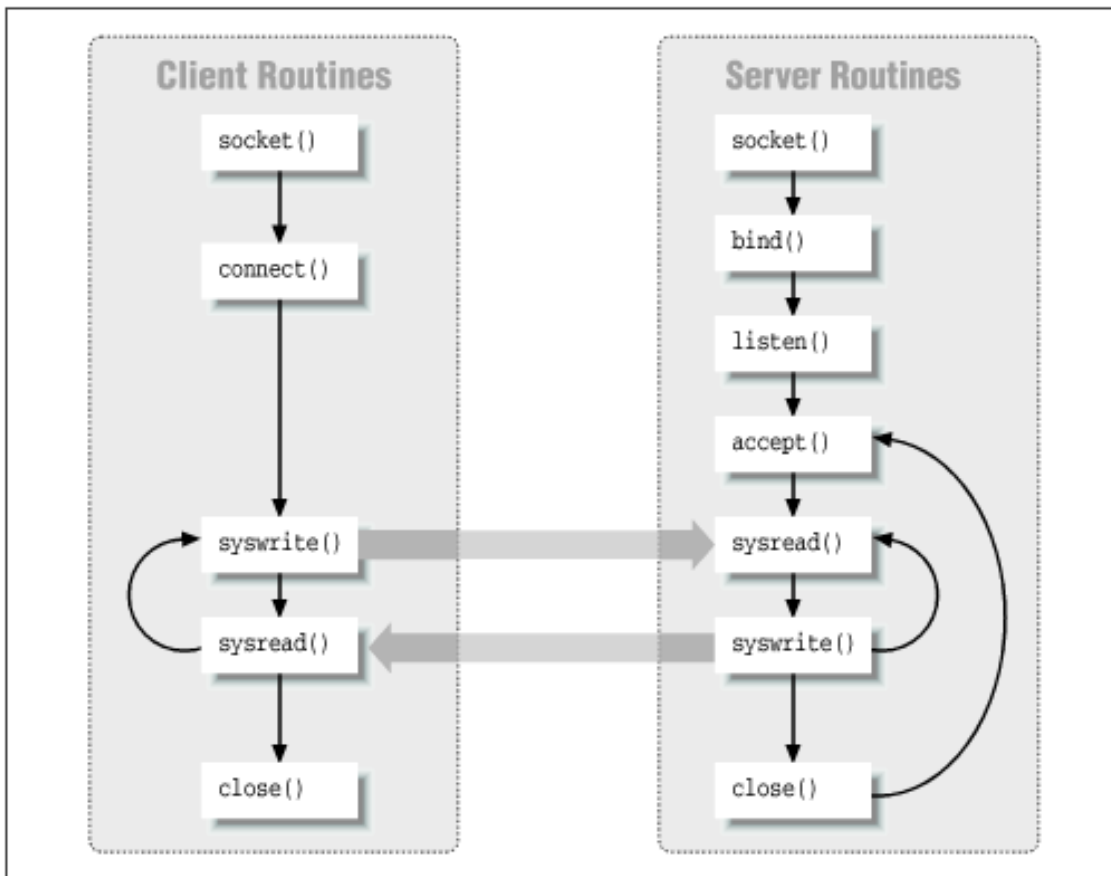 Client Routines
socket()
connect()
syswrite()
sysread()
close()
Server Routines
socket()
bind()
listen()
accept()
sysread()
syswrite()
close()